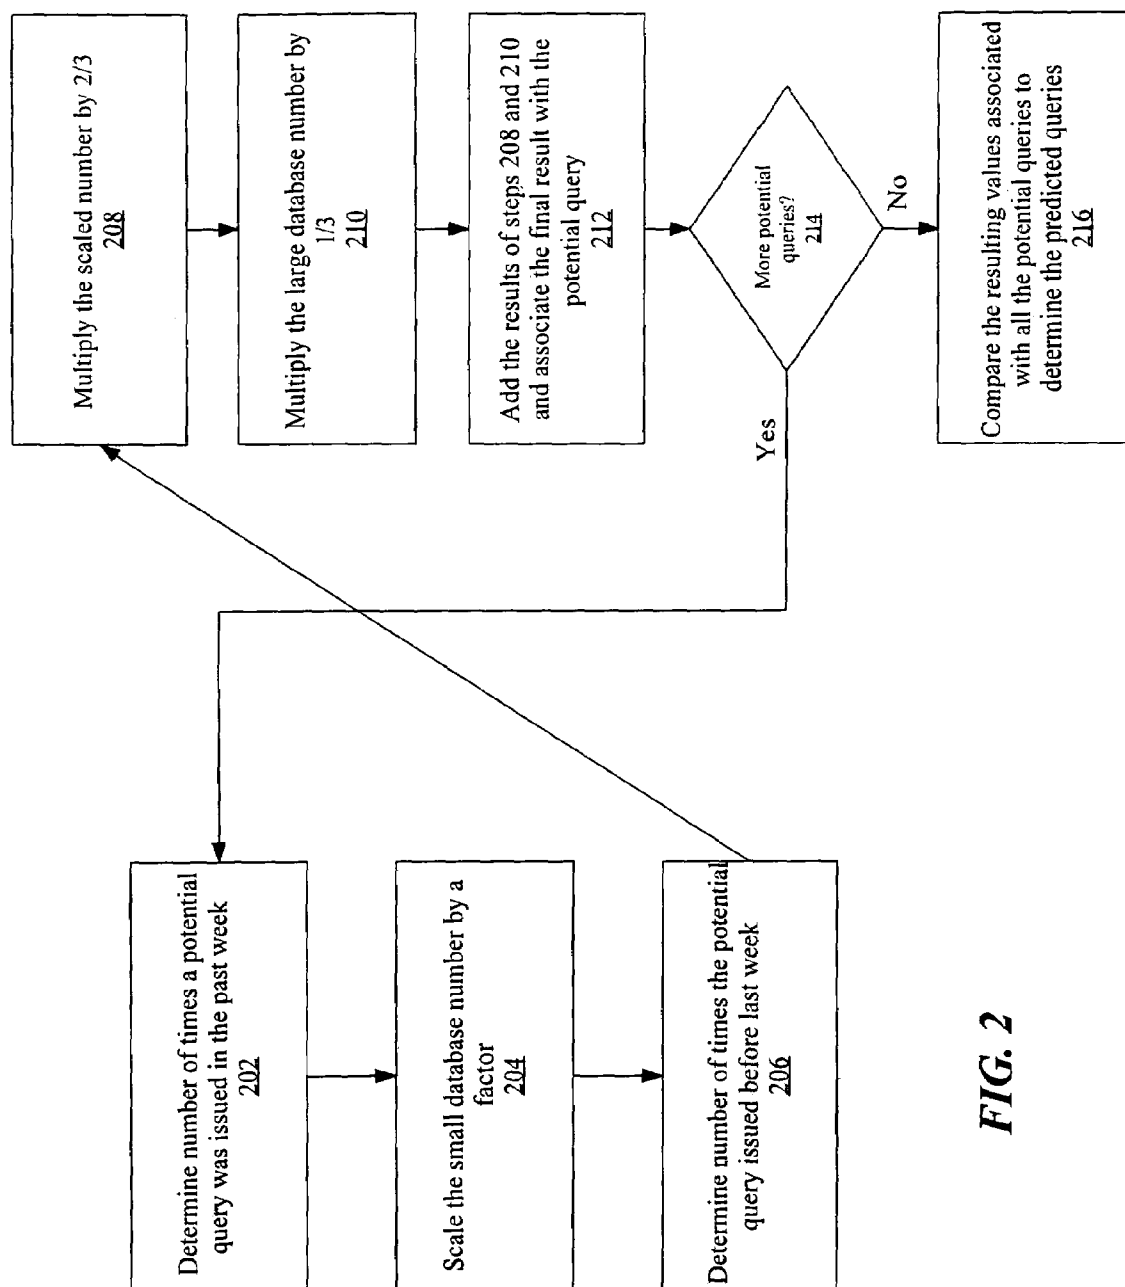 Determine number of times a potential
query was issued in the past week
202
Scale the small database number by a
factor
204
Determine number of times the potential
query issued before last week
206
Multiply the scaled number by 2/3
208
Multiply the large database number by
1/3
210
Add the results of steps 208 and 210
and associate the final result with the
potential query
212
More potential
queries?
214
Yes
No
Compare the resulting values associated
with all the potential queries to
determine the predicted queries
216
FIG. 2